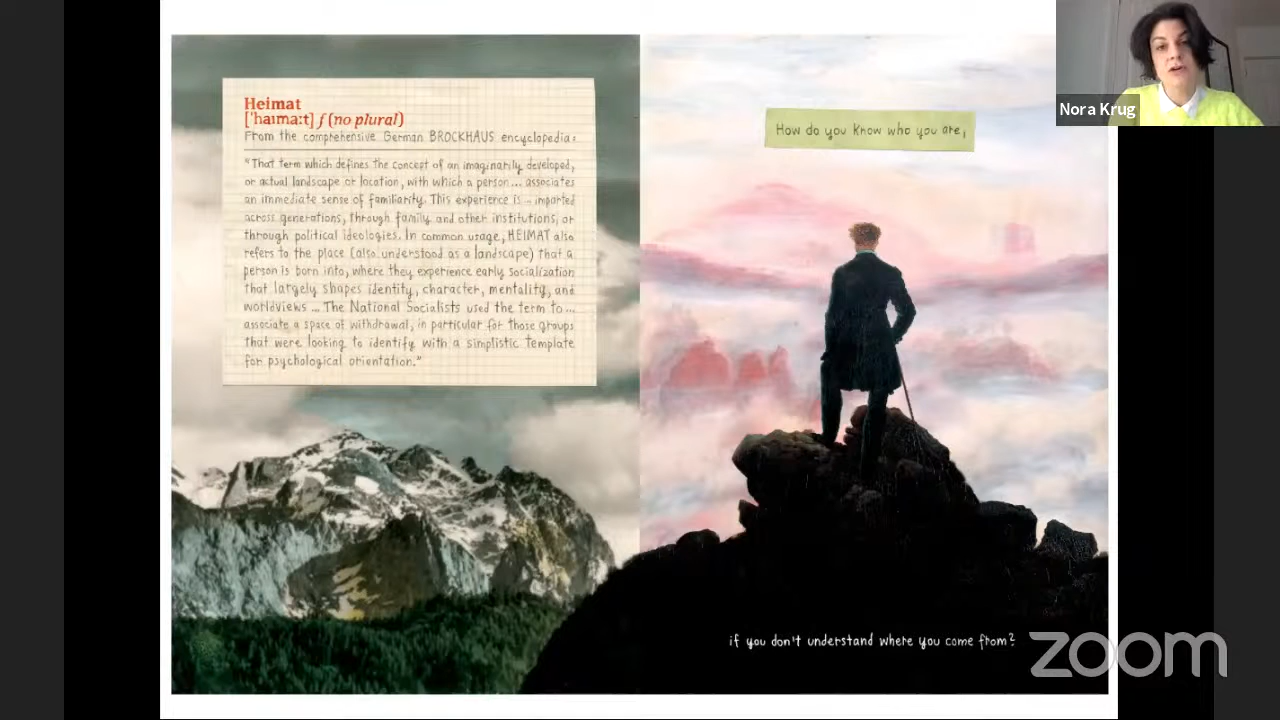 Heimat
['haɪmaːt] f (no plural)
From the comprehensive German BROCKHAUS encyclopedia:
"That term which defines the concept of an imaginarily developed,
or actual landscape or location, with which a person... associates
an immediate sense of familiarity. This experience is... imparted
across generations, through family and other institutions, or
through political ideologies. In common usage, HEIMAT also
refers to the place (also understood as a landscape) that a
person is born into, where they experience early socialization
that largely shapes identity, character, mentality, and
worldviews... The National Socialists used the term to...
associate a space of withdrawal, in particular for those groups
that were looking to identify with a simplistic template
for psychological orientation."
How do you know who you are,
if you don't understand where you come from?
Nora Krug
zoom